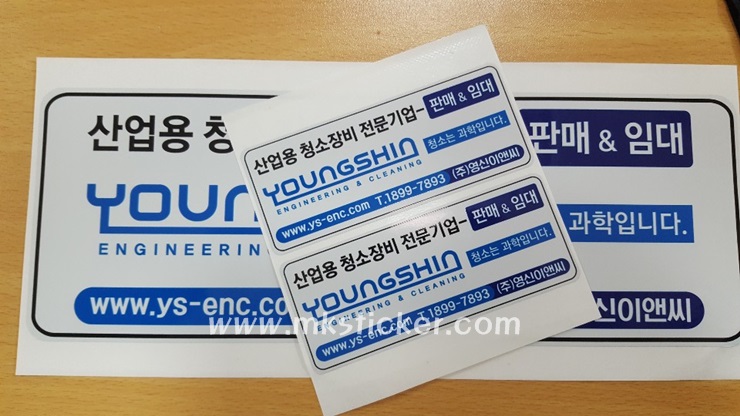 산업용 청
판매 & 임대
YOUN
과학입니다.
ENGINEERIN
www.ys-enc.co
신이앤씨
산업용 청소장비 전문기업- 판매 & 임대
YOUNGSHIN 청소는 과학입니다.
ENGINEERING & CLEANING
www.ys-enc.com T.1899-7893 (주)영신이앤씨
산업용 청소장비 전문기업- 판매 & 임대
YOUNGSHIN 청소는 과학입니다.
ENGINEERING & CLEANING
www.ys-enc.com T.1899-7893 (주)영신이앤씨
www.mksticker.com